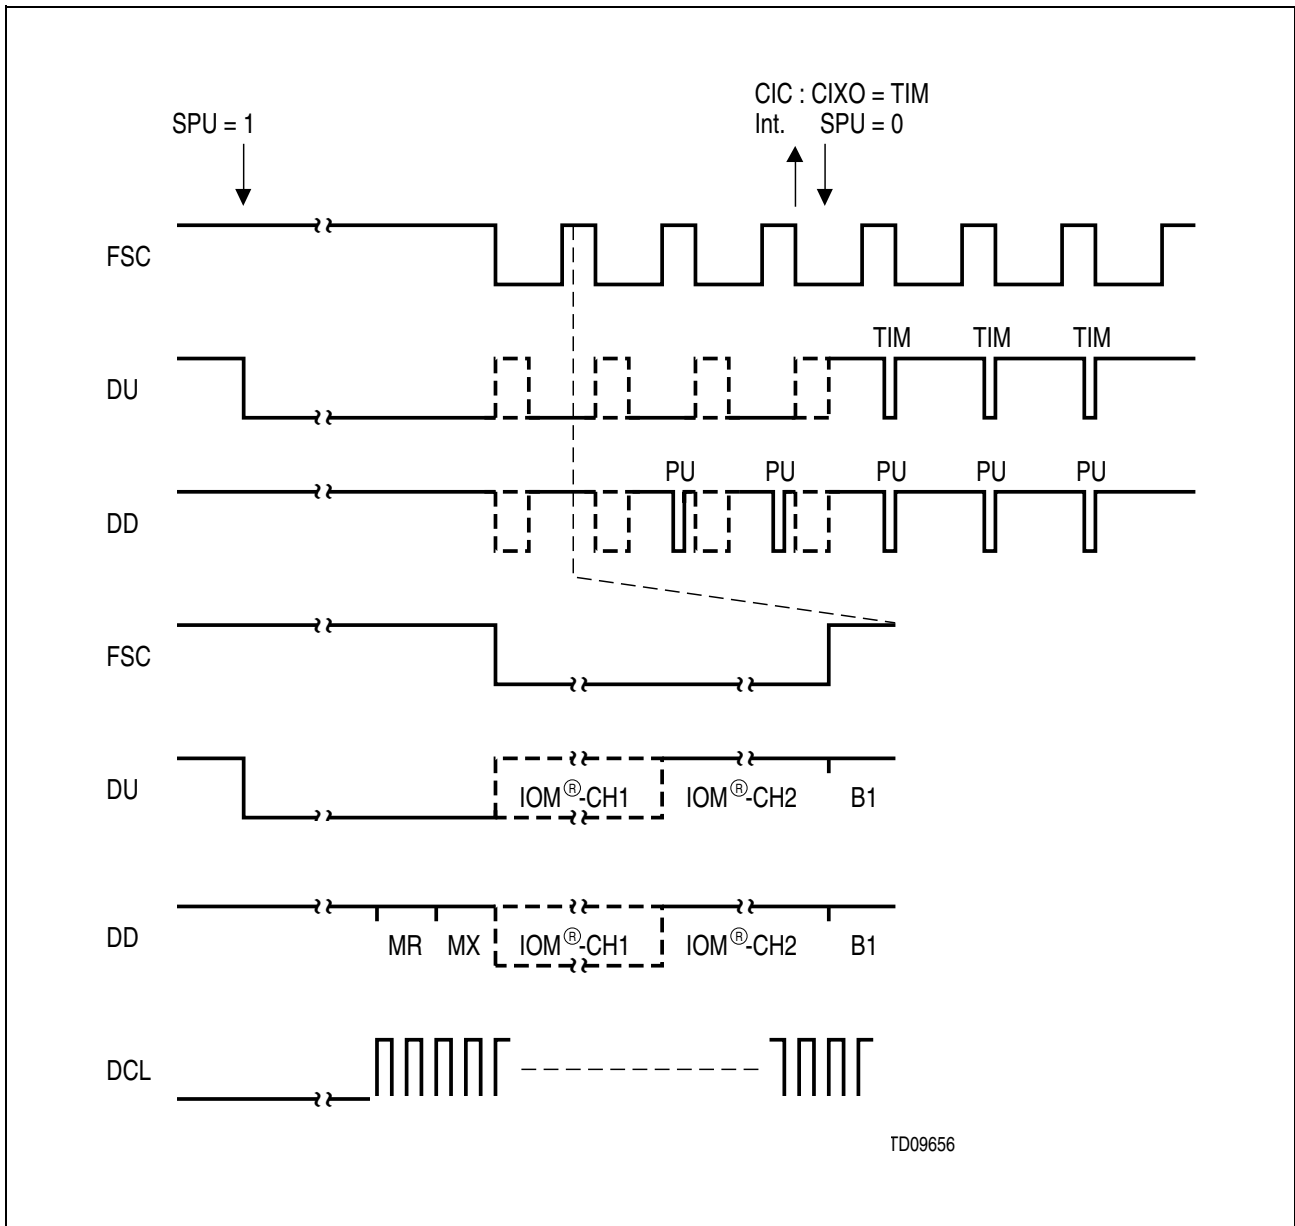 CIC : CIXO = TIM
SPU = 1
Int. SPU = 0
FSC
TIM TIM TIM
DU
PU PU PU PU PU
DD
FSC
DU
IOM®-CH1 IOM®-CH2 B1
DD
MR MX IOM®-CH1 IOM®-CH2 B1
DCL
TD09656